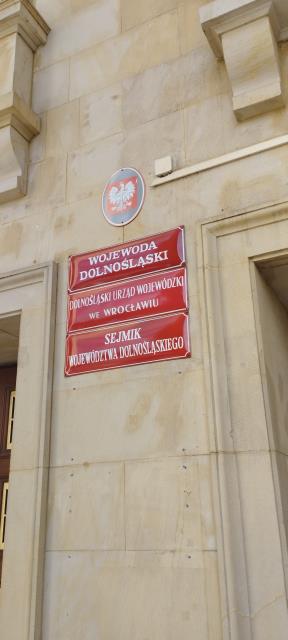 WOJEWODA
DOLNOŚLĄSKI
DOLNOŚLĄSKI URZĄD WOJEWÓDZKI
WE WROCŁAWIU
SEJMIK
WOJEWÓDZTWA DOLNOŚLĄSKIEGO